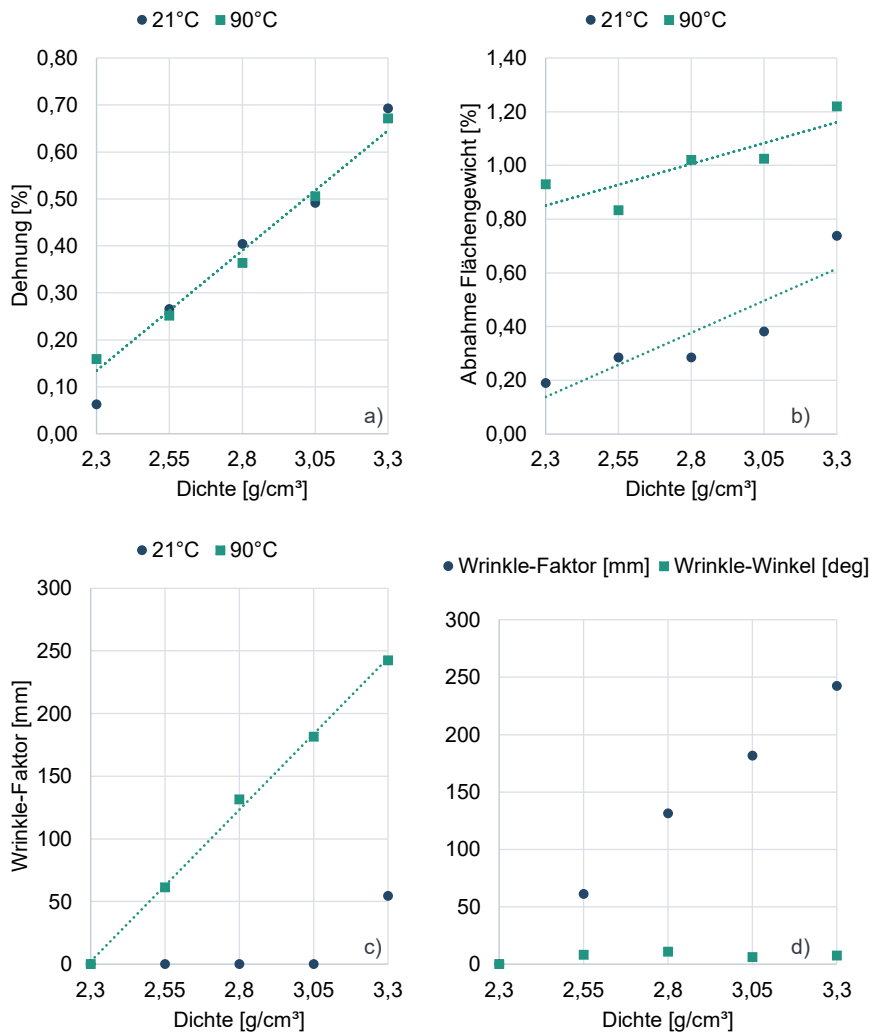 21°C 90°C
0,80
0,70
0,60
0,50
0,40
0,30
0,20
0,10
0,00
Dehnung [%]
a)
2,3 2,55 2,8 3,05 3,3
Dichte [g/cm³]
21°C 90°C
1,40
1,20
1,00
0,80
0,60
0,40
0,20
0,00
Abnahme Flächengewicht [%]
b)
2,3 2,55 2,8 3,05 3,3
Dichte [g/cm³]
21°C 90°C
300
250
200
150
100
50
0
Wrinkle-Faktor [mm]
c)
2,3 2,55 2,8 3,05 3,3
Dichte [g/cm³]
Wrinkle-Faktor [mm] Wrinkle-Winkel [deg]
300
250
200
150
100
50
0
d)
2,3 2,55 2,8 3,05 3,3
Dichte [g/cm³]